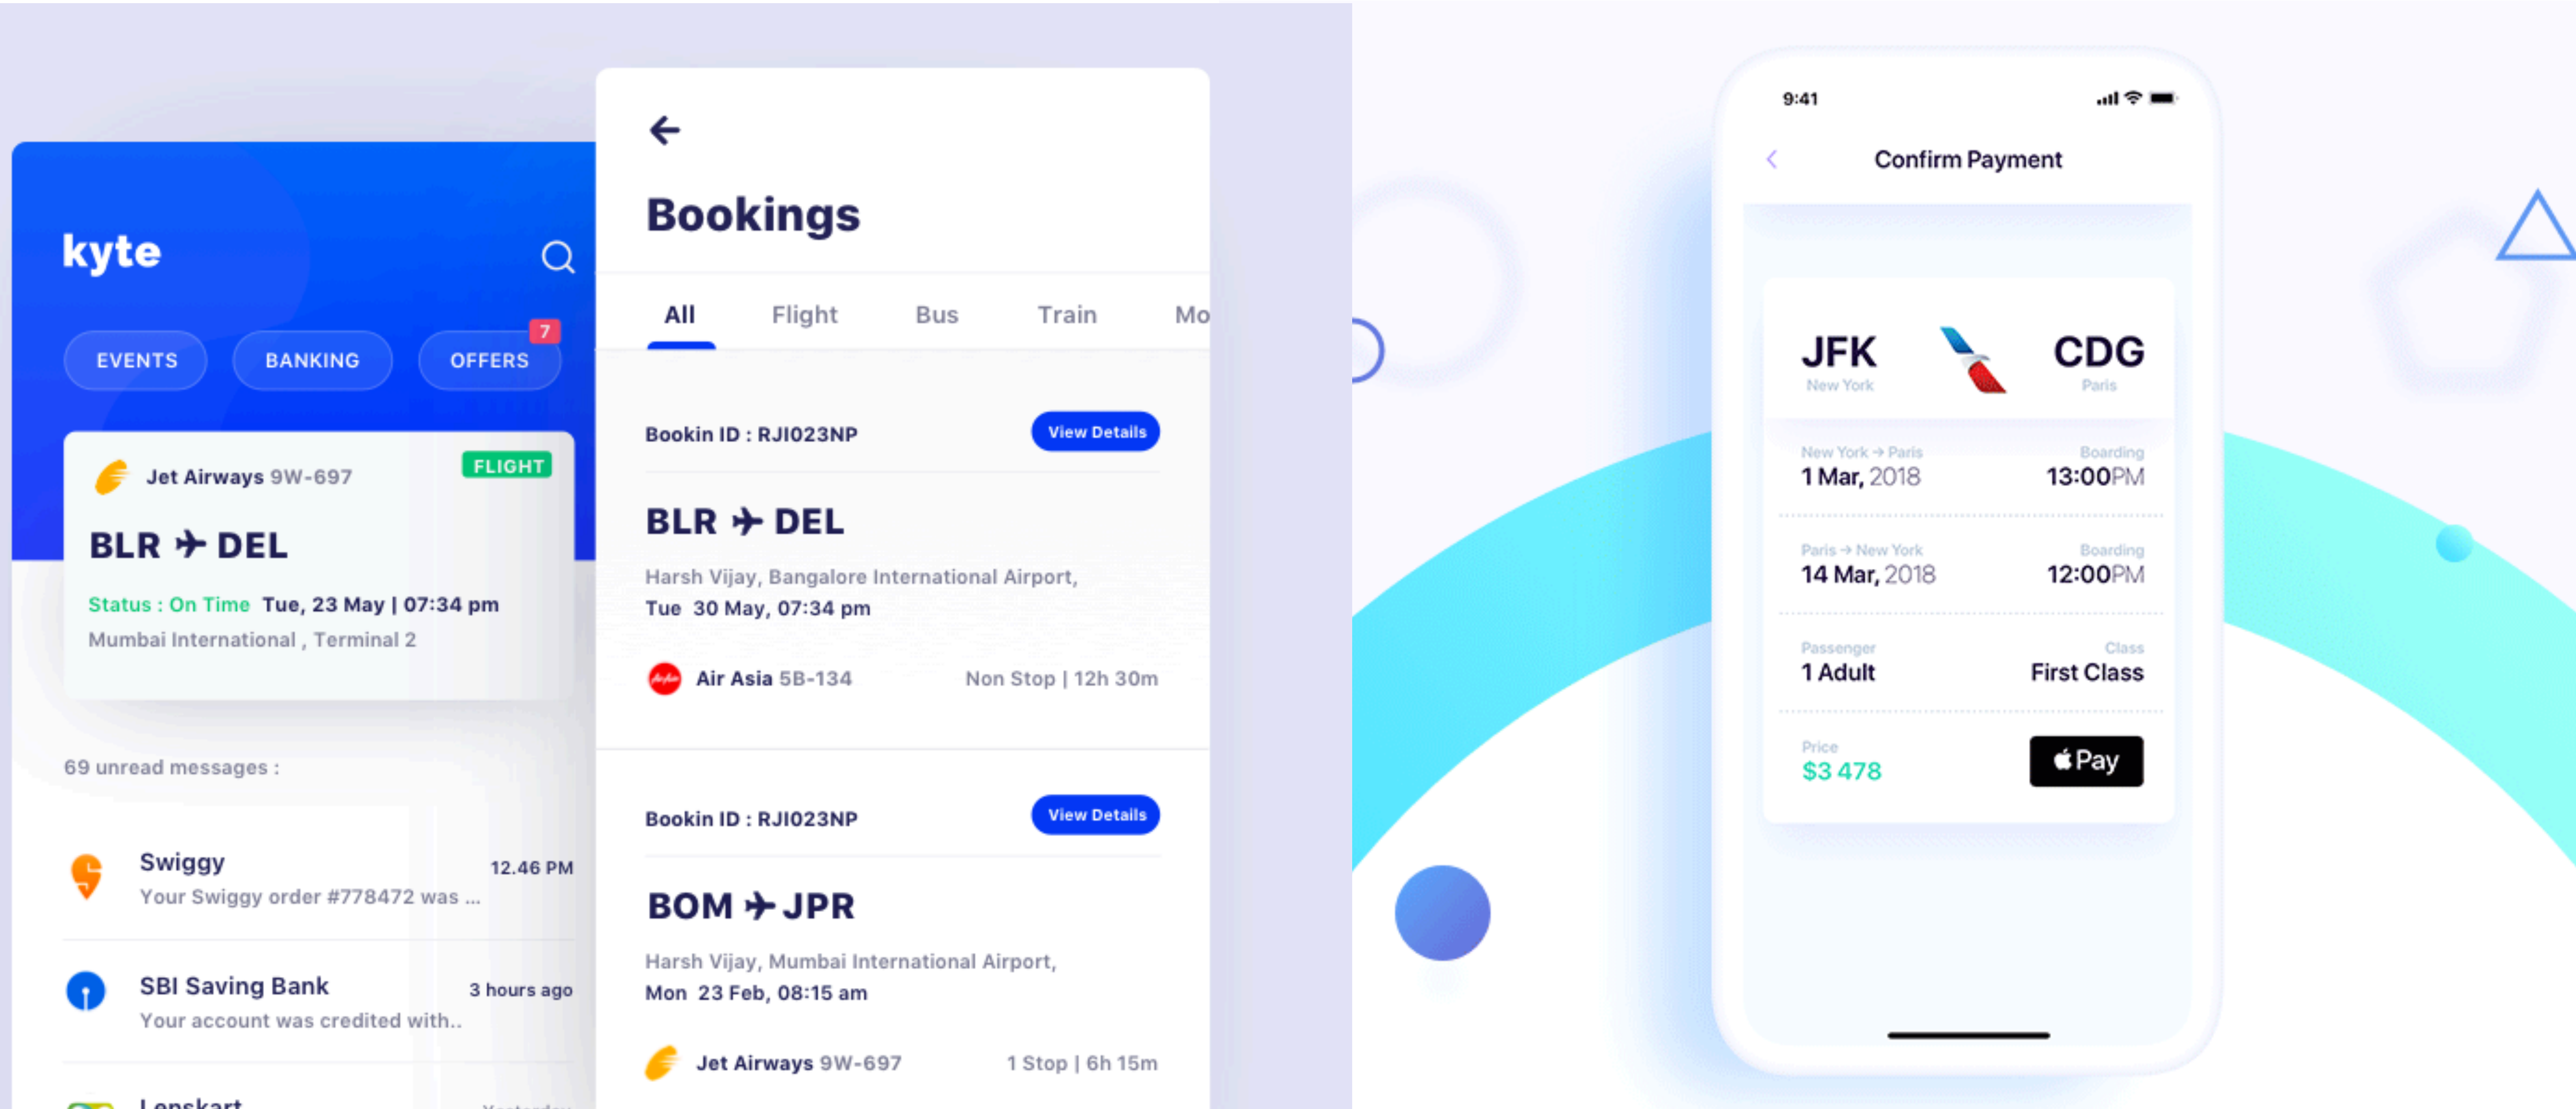 kyte
EVENTS
BANKING
OFFERS
7
Jet Airways 9W-697
FLIGHT
BLR DEL
Status : On Time Tue, 23 May | 07:34 pm
Mumbai International , Terminal 2
69 unread messages :
Swiggy
12.46 PM
Your Swiggy order #778472 was ...
SBI Saving Bank
3 hours ago
Your account was credited with..
Lenskart
Yesterday
Bookings
All
Flight
Bus
Train
Mo
Bookin ID : RJI023NP
View Details
BLR DEL
Harsh Vijay, Bangalore International Airport,
Tue 30 May, 07:34 pm
Air Asia 5B-134
Non Stop | 12h 30m
Bookin ID : RJI023NP
View Details
BOM JPR
Harsh Vijay, Mumbai International Airport,
Mon 23 Feb, 08:15 am
Jet Airways 9W-697
1 Stop | 6h 15m
9:41
Confirm Payment
JFK
CDG
New York
Paris
New York → Paris
Boarding
1 Mar, 2018
13:00PM
Paris → New York
Boarding
14 Mar, 2018
12:00PM
Passenger
Class
1 Adult
First Class
Price
$3 478
Pay